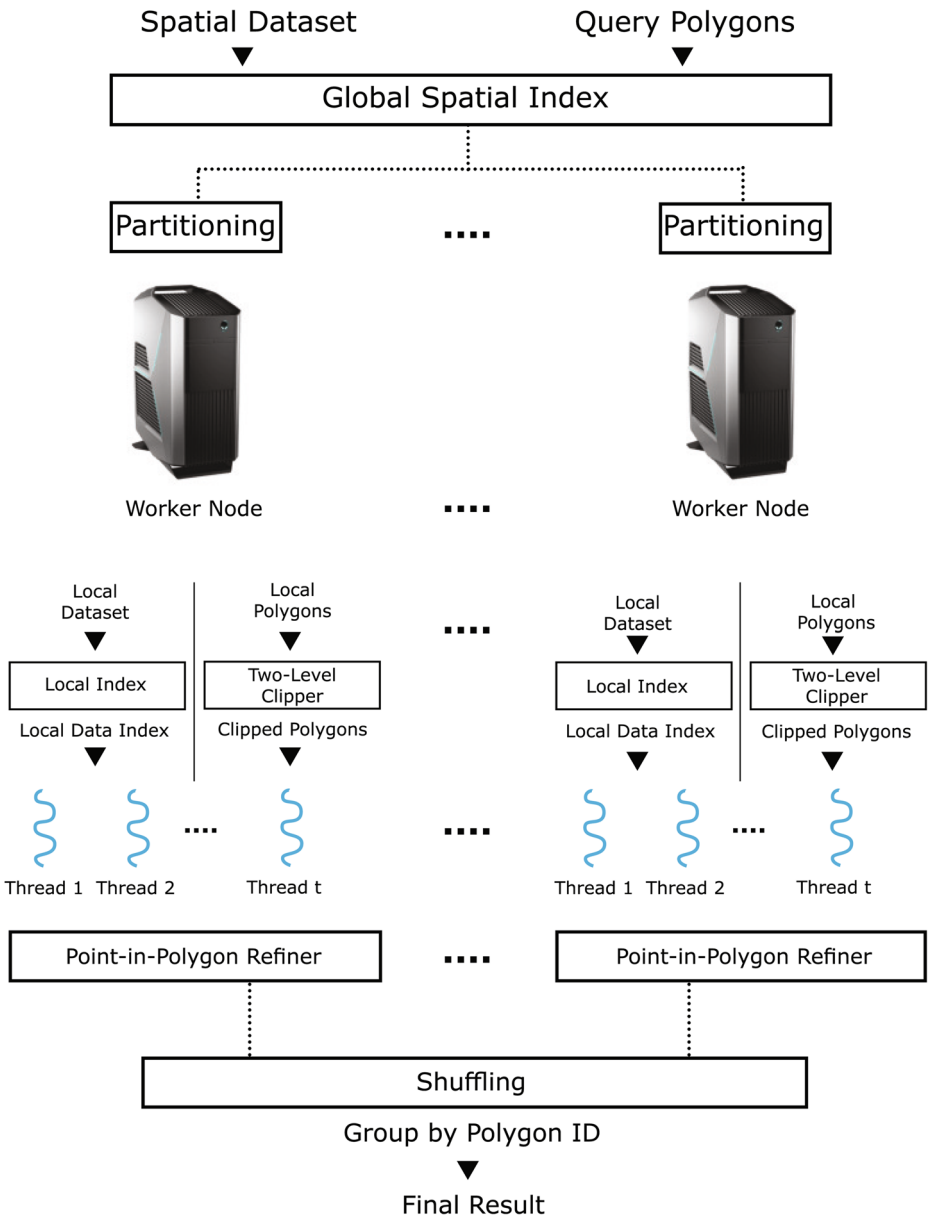 Spatial Dataset
Query Polygons
Global Spatial Index
Partitioning
....
Partitioning
Worker Node
....
Worker Node
Local
Dataset
Local
Polygons
....
Local
Dataset
Local
Polygons
Local Index
Two-Level
Clipper
Local Index
Two-Level
Clipper
Local Data Index
Clipped Polygons
Local Data Index
Clipped Polygons
....
....
....
Thread 1
Thread 2
Thread t
Thread 1
Thread 2
Thread t
Point-in-Polygon Refiner
....
Point-in-Polygon Refiner
Shuffling
Group by Polygon ID
Final Result